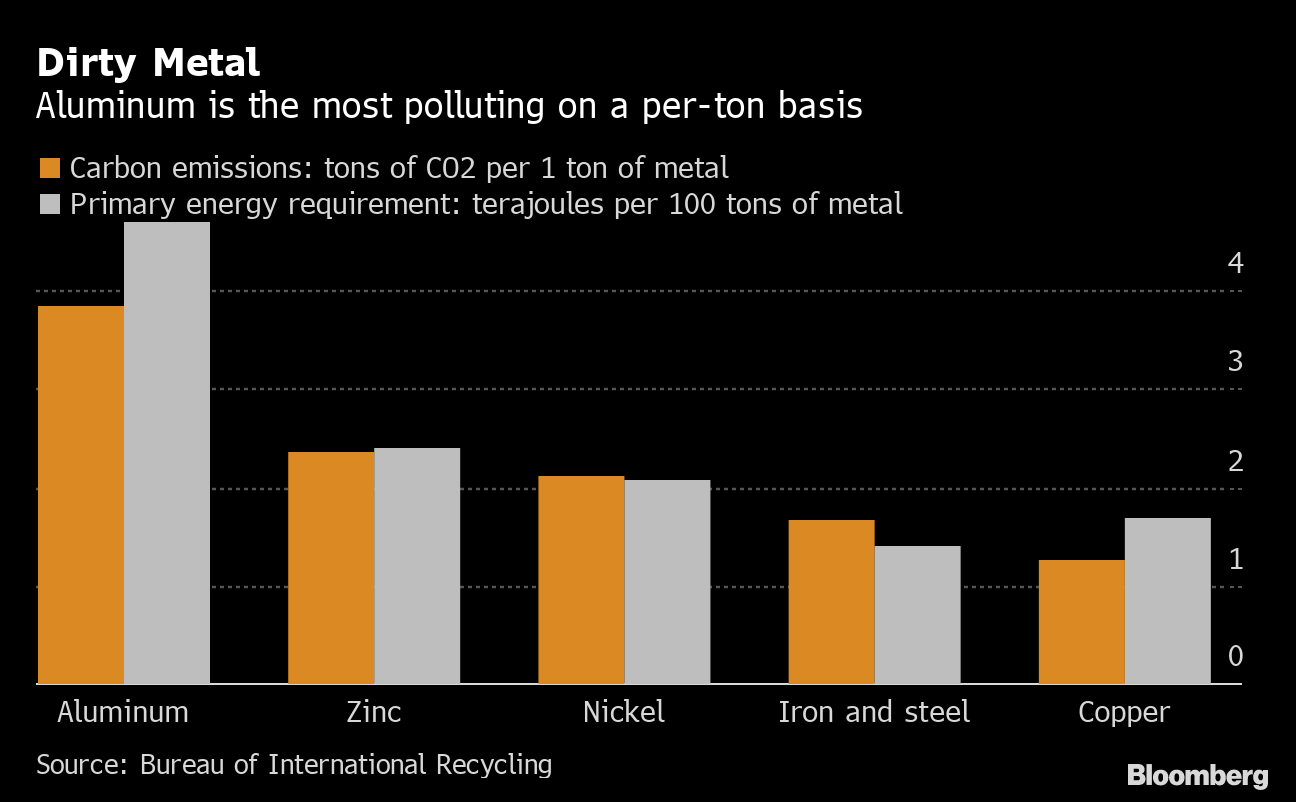 Dirty Metal
Aluminum is the most polluting on a per-ton basis
Carbon emissions: tons of CO2 per 1 ton of metal
Primary energy requirement: terajoules per 100 tons of metal
4
3
2
1
0
Aluminum Zinc Nickel Iron and steel Copper
Source: Bureau of International Recycling
Bloomberg